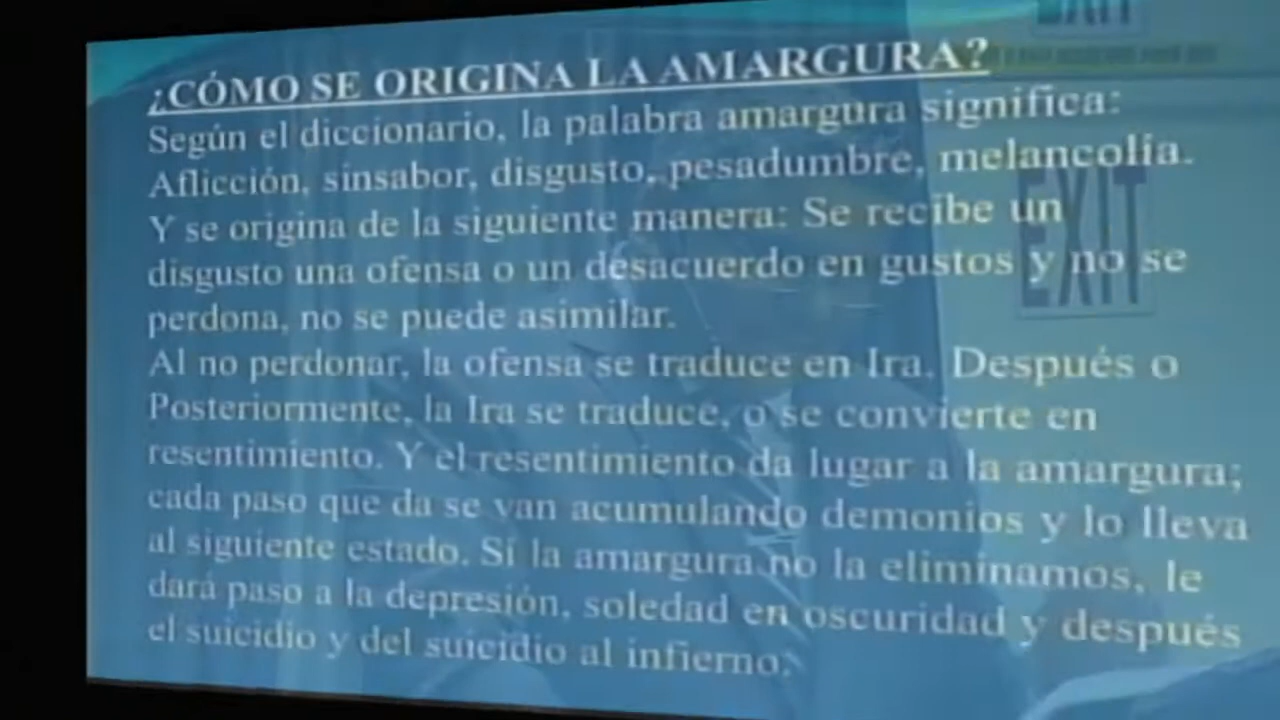 EXIT
¿CÓMO SE ORIGINA LA AMARGURA?
Según el diccionario, la palabra amargura significa:
Aflicción, sinsabor, disgusto, pesadumbre, melancolía.
Y se origina de la siguiente manera: Se recibe un
disgusto una ofensa o un desacuerdo en gustos y no se
perdona, no se puede asimilar.
Al no perdonar, la ofensa se traduce en Ira. Después o
Posteriormente, la Ira se traduce, o se convierte en
resentimiento. Y el resentimiento da lugar a la amargura;
cada paso que da se van acumulando demonios y lo lleva
al siguiente estado. Si la amargura no la eliminamos, le
dará paso a la depresión, soledad en oscuridad y después
el suicidio y del suicidio al infierno.
EXIT